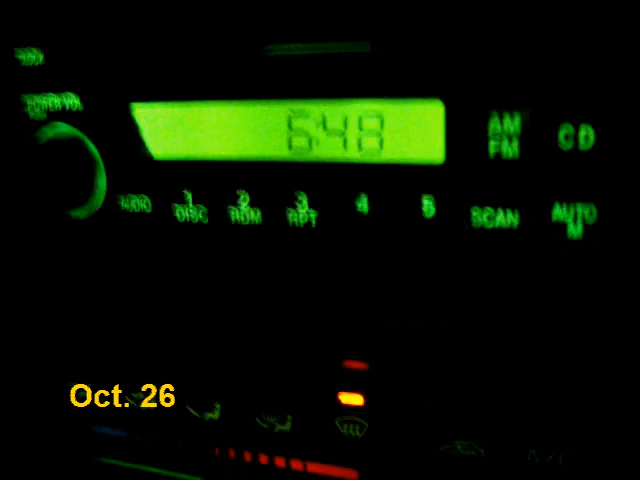 CLOCK
POWER VOL
6:48
AM
FM
CD
AUDIO
1
DISC
2
RDM
3
RPT
4
5
SCAN
AUTO
M
Oct. 26
A/C